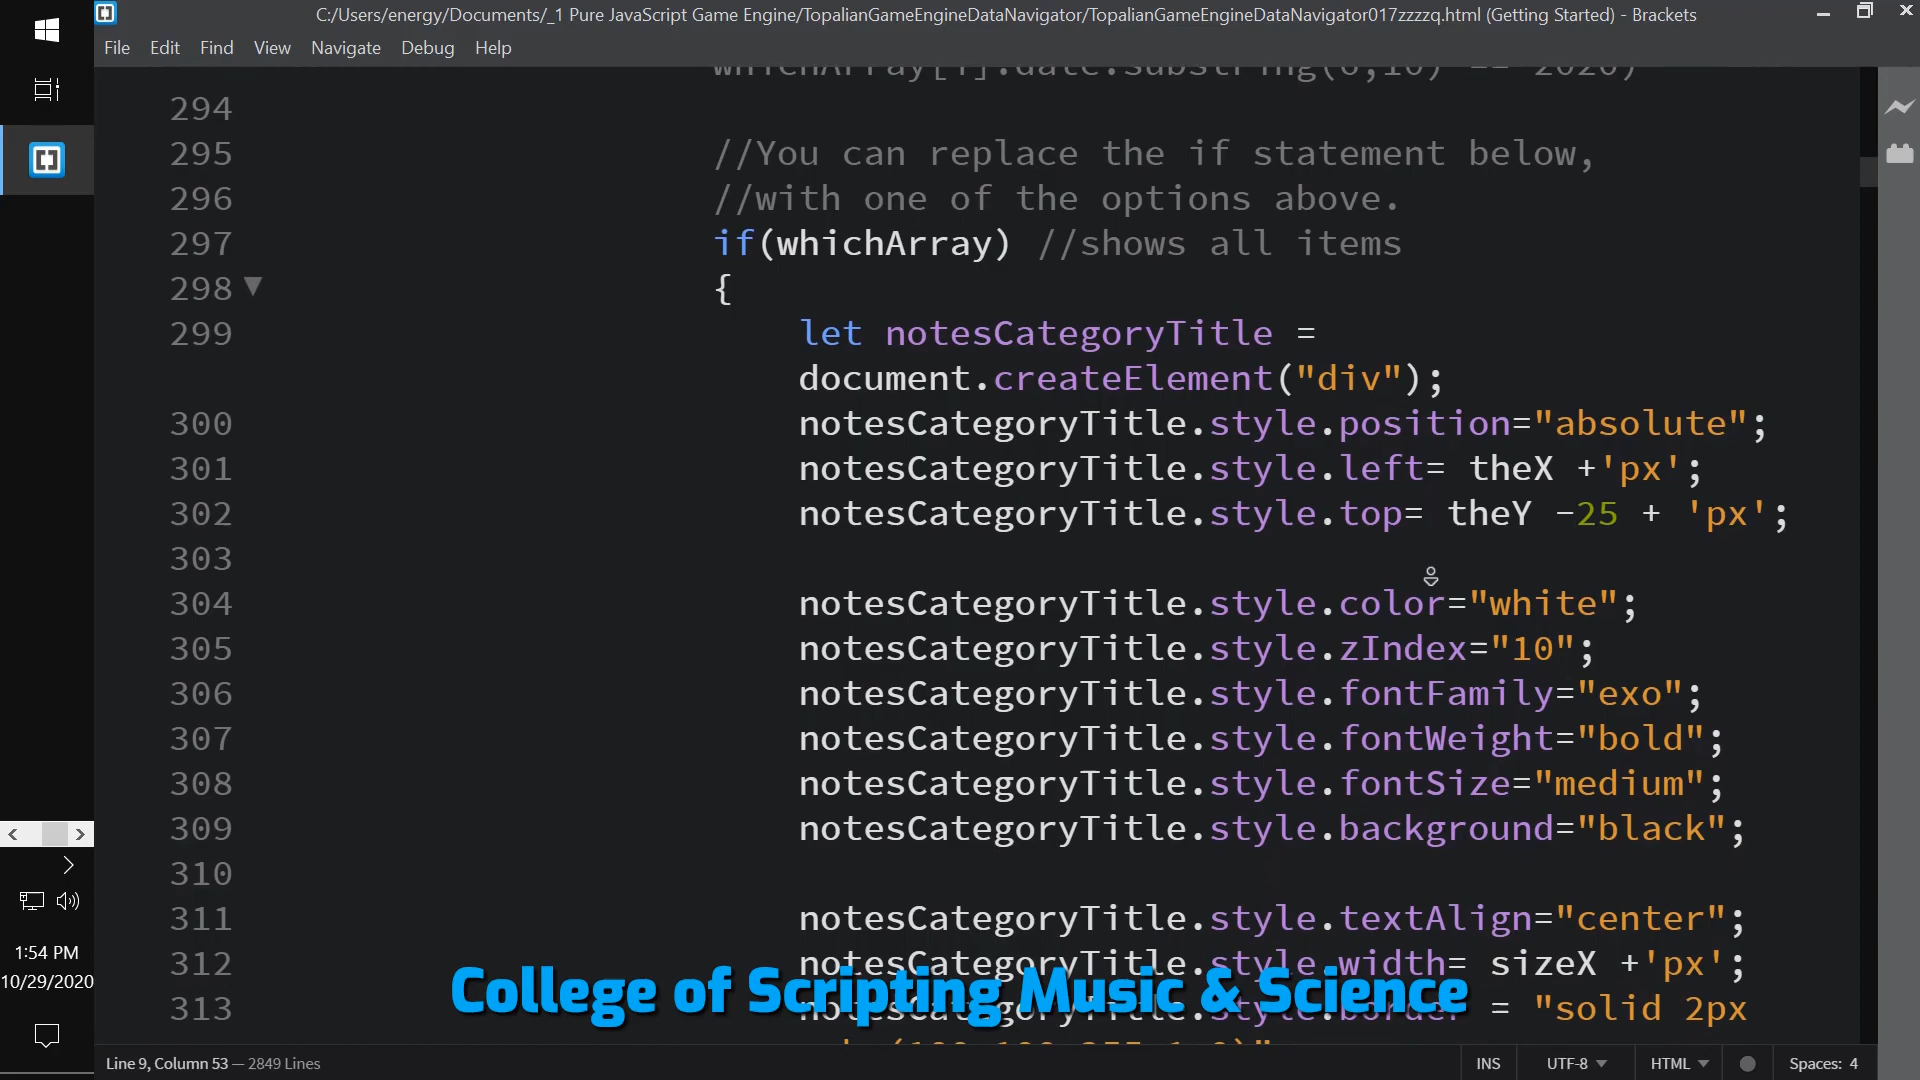 C:/Users/energy/Documents/_1 Pure JavaScript Game Engine/TopalianGameEngineDataNavigator/TopalianGameEngineDataNavigator017zzzzq.html (Getting Started) - Brackets
File Edit Find View Navigate Debug Help
294
295 //You can replace the if statement below,
296 //with one of the options above.
297 if(whichArray) //shows all items
298 {
299 let notesCategoryTitle =
document.createElement("div");
300 notesCategoryTitle.style.position="absolute";
301 notesCategoryTitle.style.left= theX +'px';
302 notesCategoryTitle.style.top= theY -25 + 'px';
303
304 notesCategoryTitle.style.color="white";
305 notesCategoryTitle.style.zIndex="10";
306 notesCategoryTitle.style.fontFamily="exo";
307 notesCategoryTitle.style.fontWeight="bold";
308 notesCategoryTitle.style.fontSize="medium";
309 notesCategoryTitle.style.background="black";
310
311 notesCategoryTitle.style.textAlign="center";
312 notesCategoryTitle.style.width= sizeX +'px';
313 notesCategoryTitle.style.border = "solid 2px
College of Scripting Music & Science
1:54 PM
10/29/2020
Line 9, Column 53 — 2849 Lines
INS UTF-8 HTML Spaces: 4